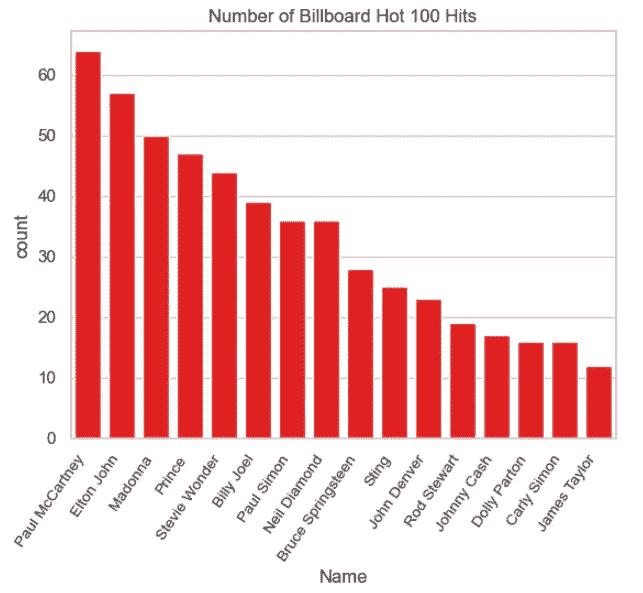 Number of Billboard Hot 100 Hits
count
60
50
40
30
20
10
0
Paul McCartney
Elton John
Madonna
Prince
Stevie Wonder
Billy Joel
Paul Simon
Neil Diamond
Bruce Springsteen
Sting
John Denver
Rod Stewart
Johnny Cash
Dolly Parton
Carly Simon
James Taylor
Name